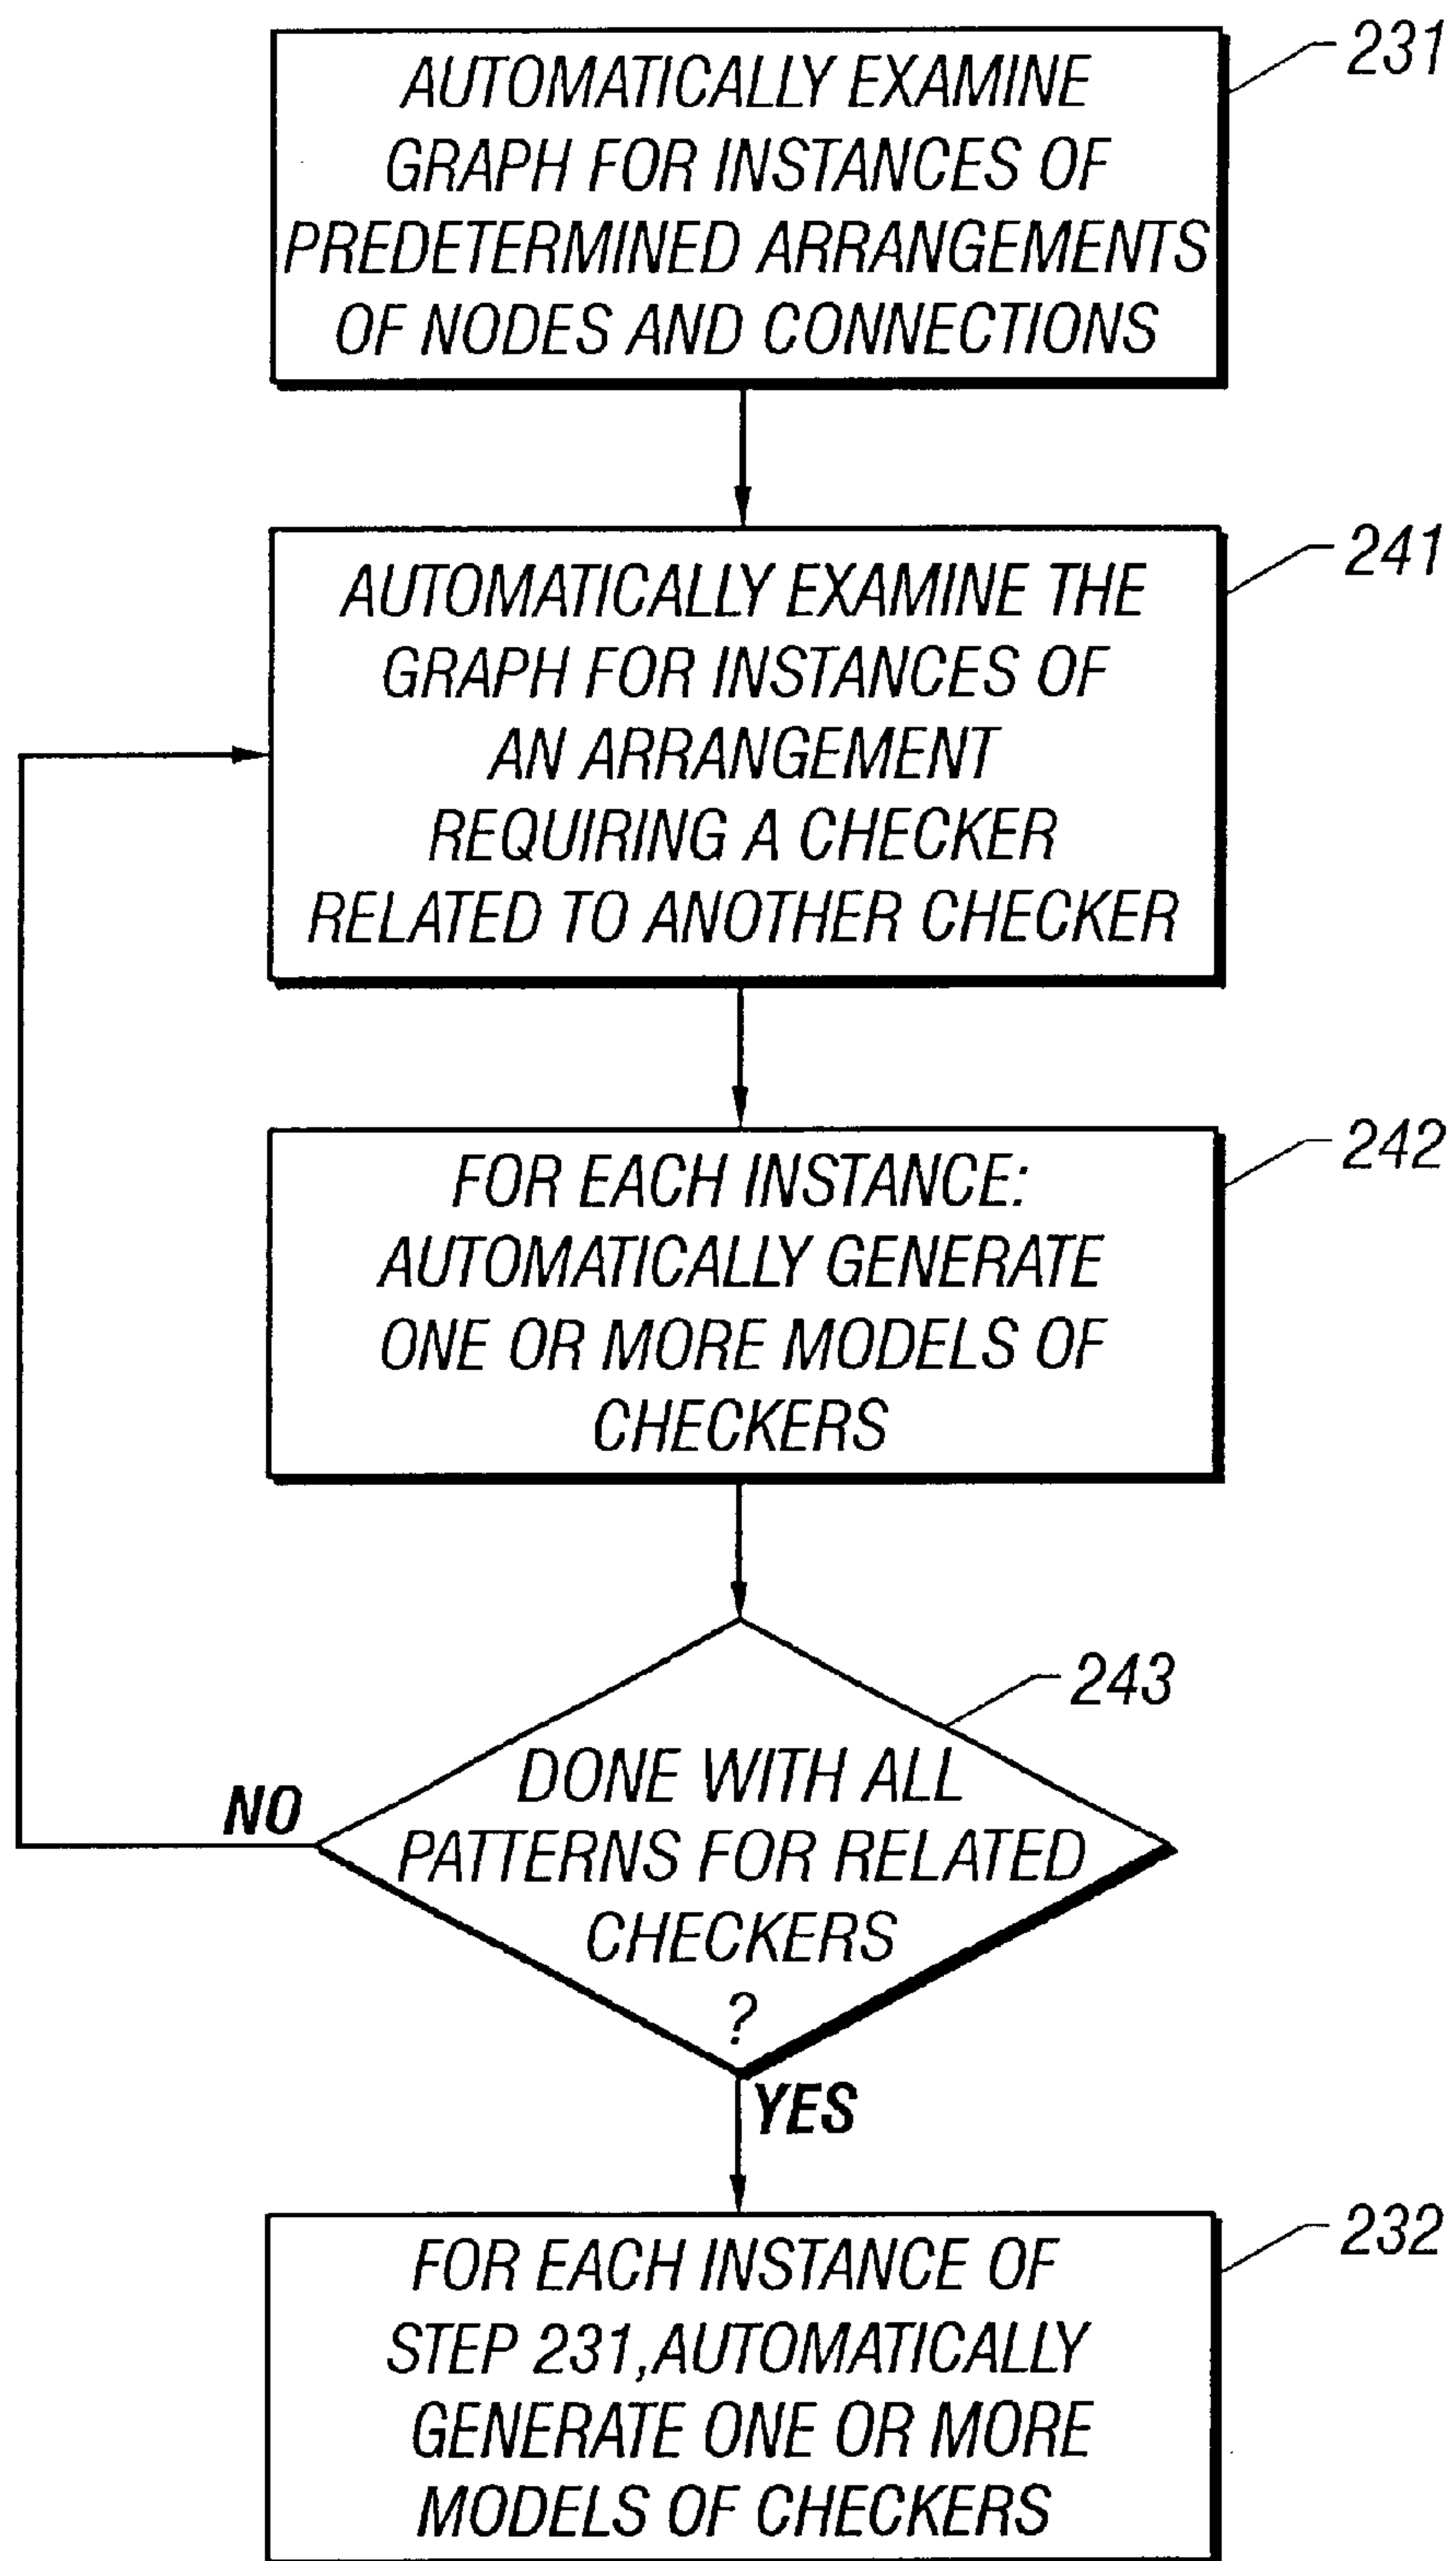 231
AUTOMATICALLY EXAMINE
GRAPH FOR INSTANCES OF
PREDETERMINED ARRANGEMENTS
OF NODES AND CONNECTIONS
241
AUTOMATICALLY EXAMINE THE
GRAPH FOR INSTANCES OF
AN ARRANGEMENT
REQUIRING A CHECKER
RELATED TO ANOTHER CHECKER
242
FOR EACH INSTANCE:
AUTOMATICALLY GENERATE
ONE OR MORE MODELS OF
CHECKERS
243
DONE WITH ALL
PATTERNS FOR RELATED
CHECKERS
?
NO
YES
232
FOR EACH INSTANCE OF
STEP 231, AUTOMATICALLY
GENERATE ONE OR MORE
MODELS OF CHECKERS